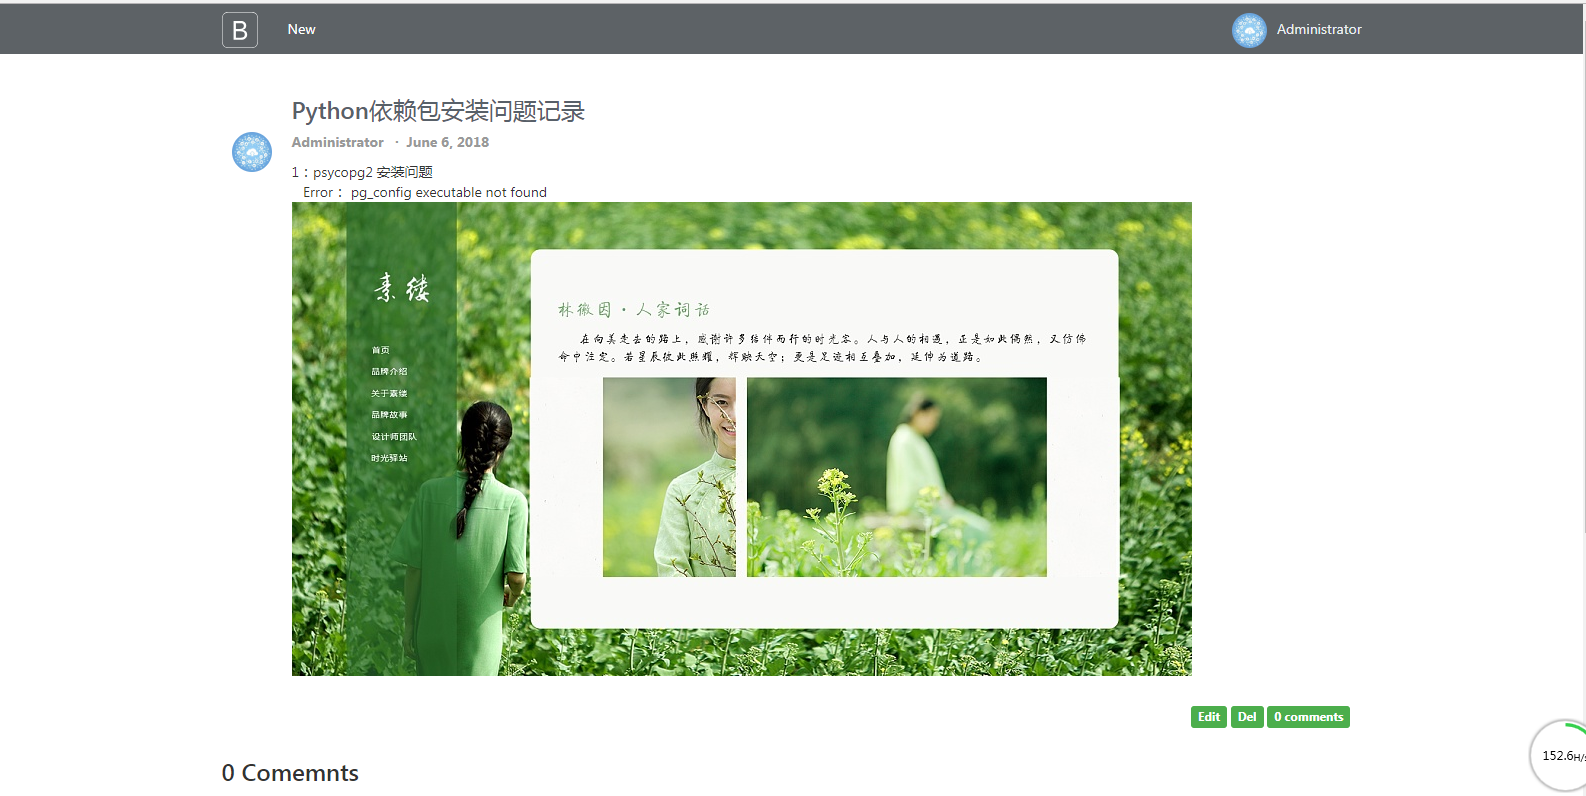 B New Administrator
Python依赖包安装问题记录
Administrator · June 6, 2018
1：psycopg2 安装问题
Error： pg_config executable not found
素缕
首页
品牌介绍
关于素缕
品牌故事
设计师团队
时光驿站
林徽因·人家词话
在向美走去的路上，感谢许多结伴而行的时光客。人与人的相遇，正是如此偶然，又仿佛
命中注定。若星辰彼此照耀，辉映天空；更是足迹相互叠加，延伸为道路。
Edit Del 0 comments
0 Comemnts
152.6H/s